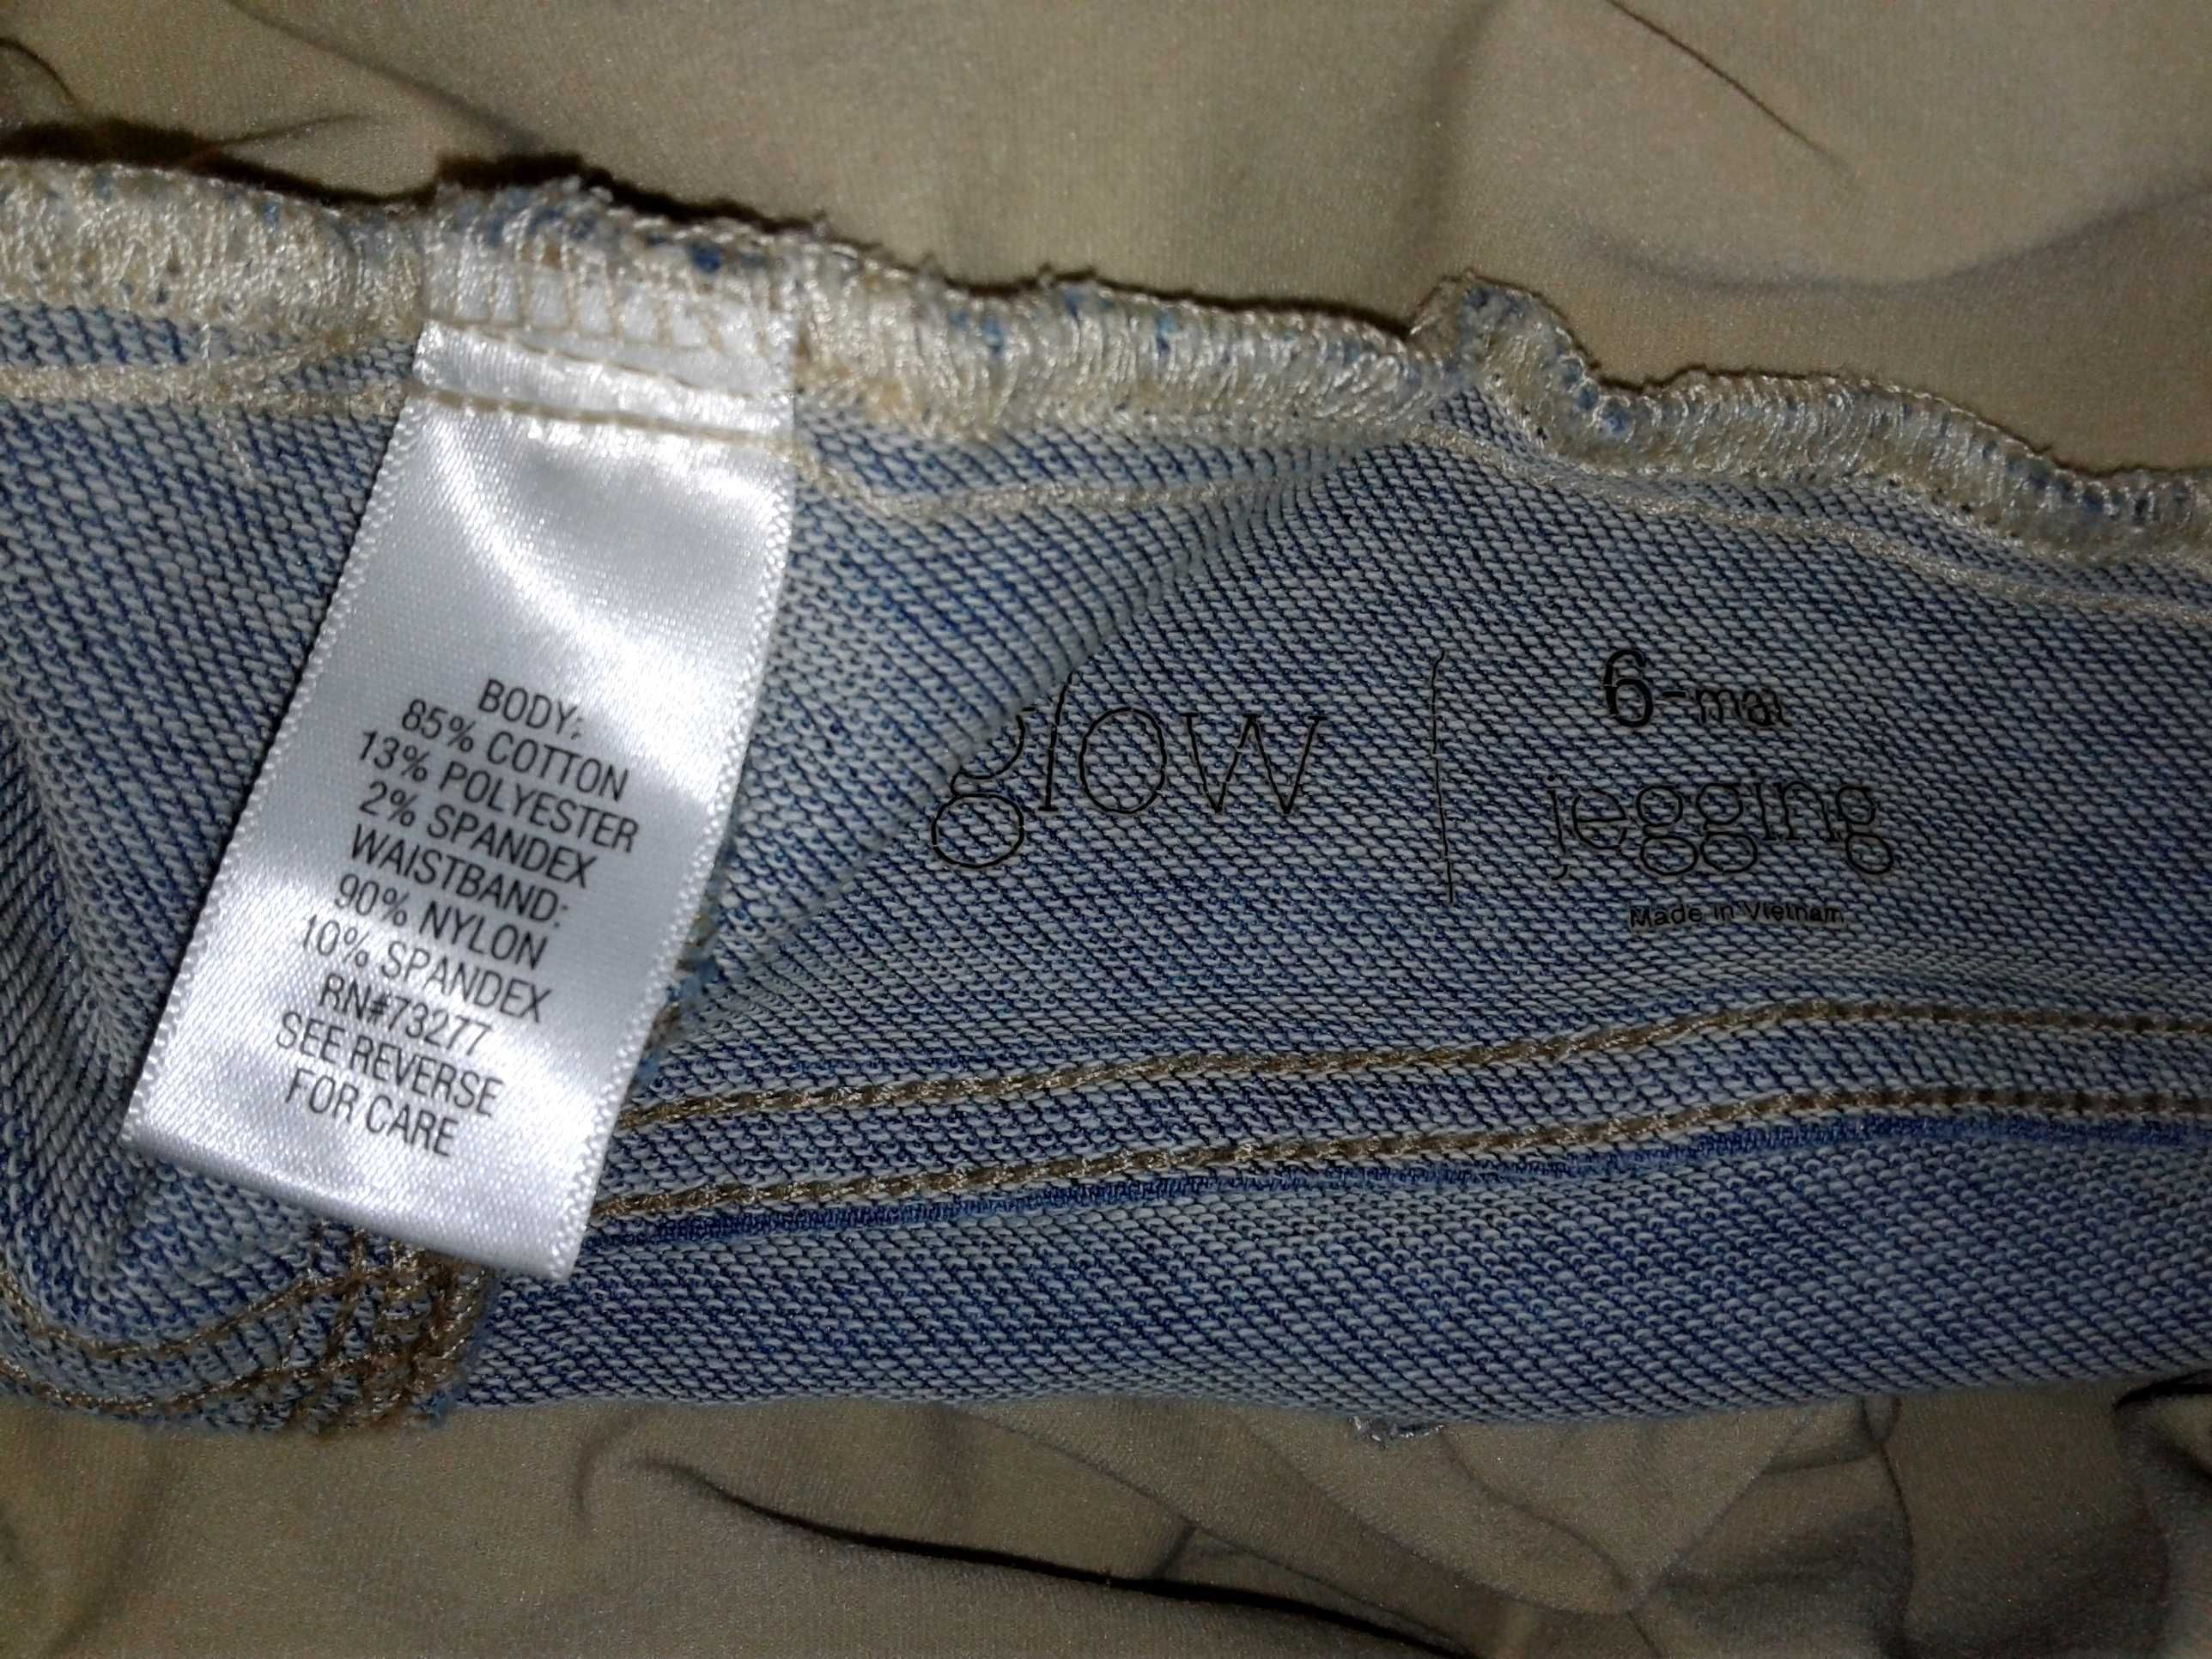 BODY:
85% COTTON
13% POLYESTER
2% SPANDEX
WAISTBAND:
90% NYLON
10% SPANDEX
RN#73277
SEE REVERSE
FOR CARE
glow
6-mat
jegging
Made in Vietnam